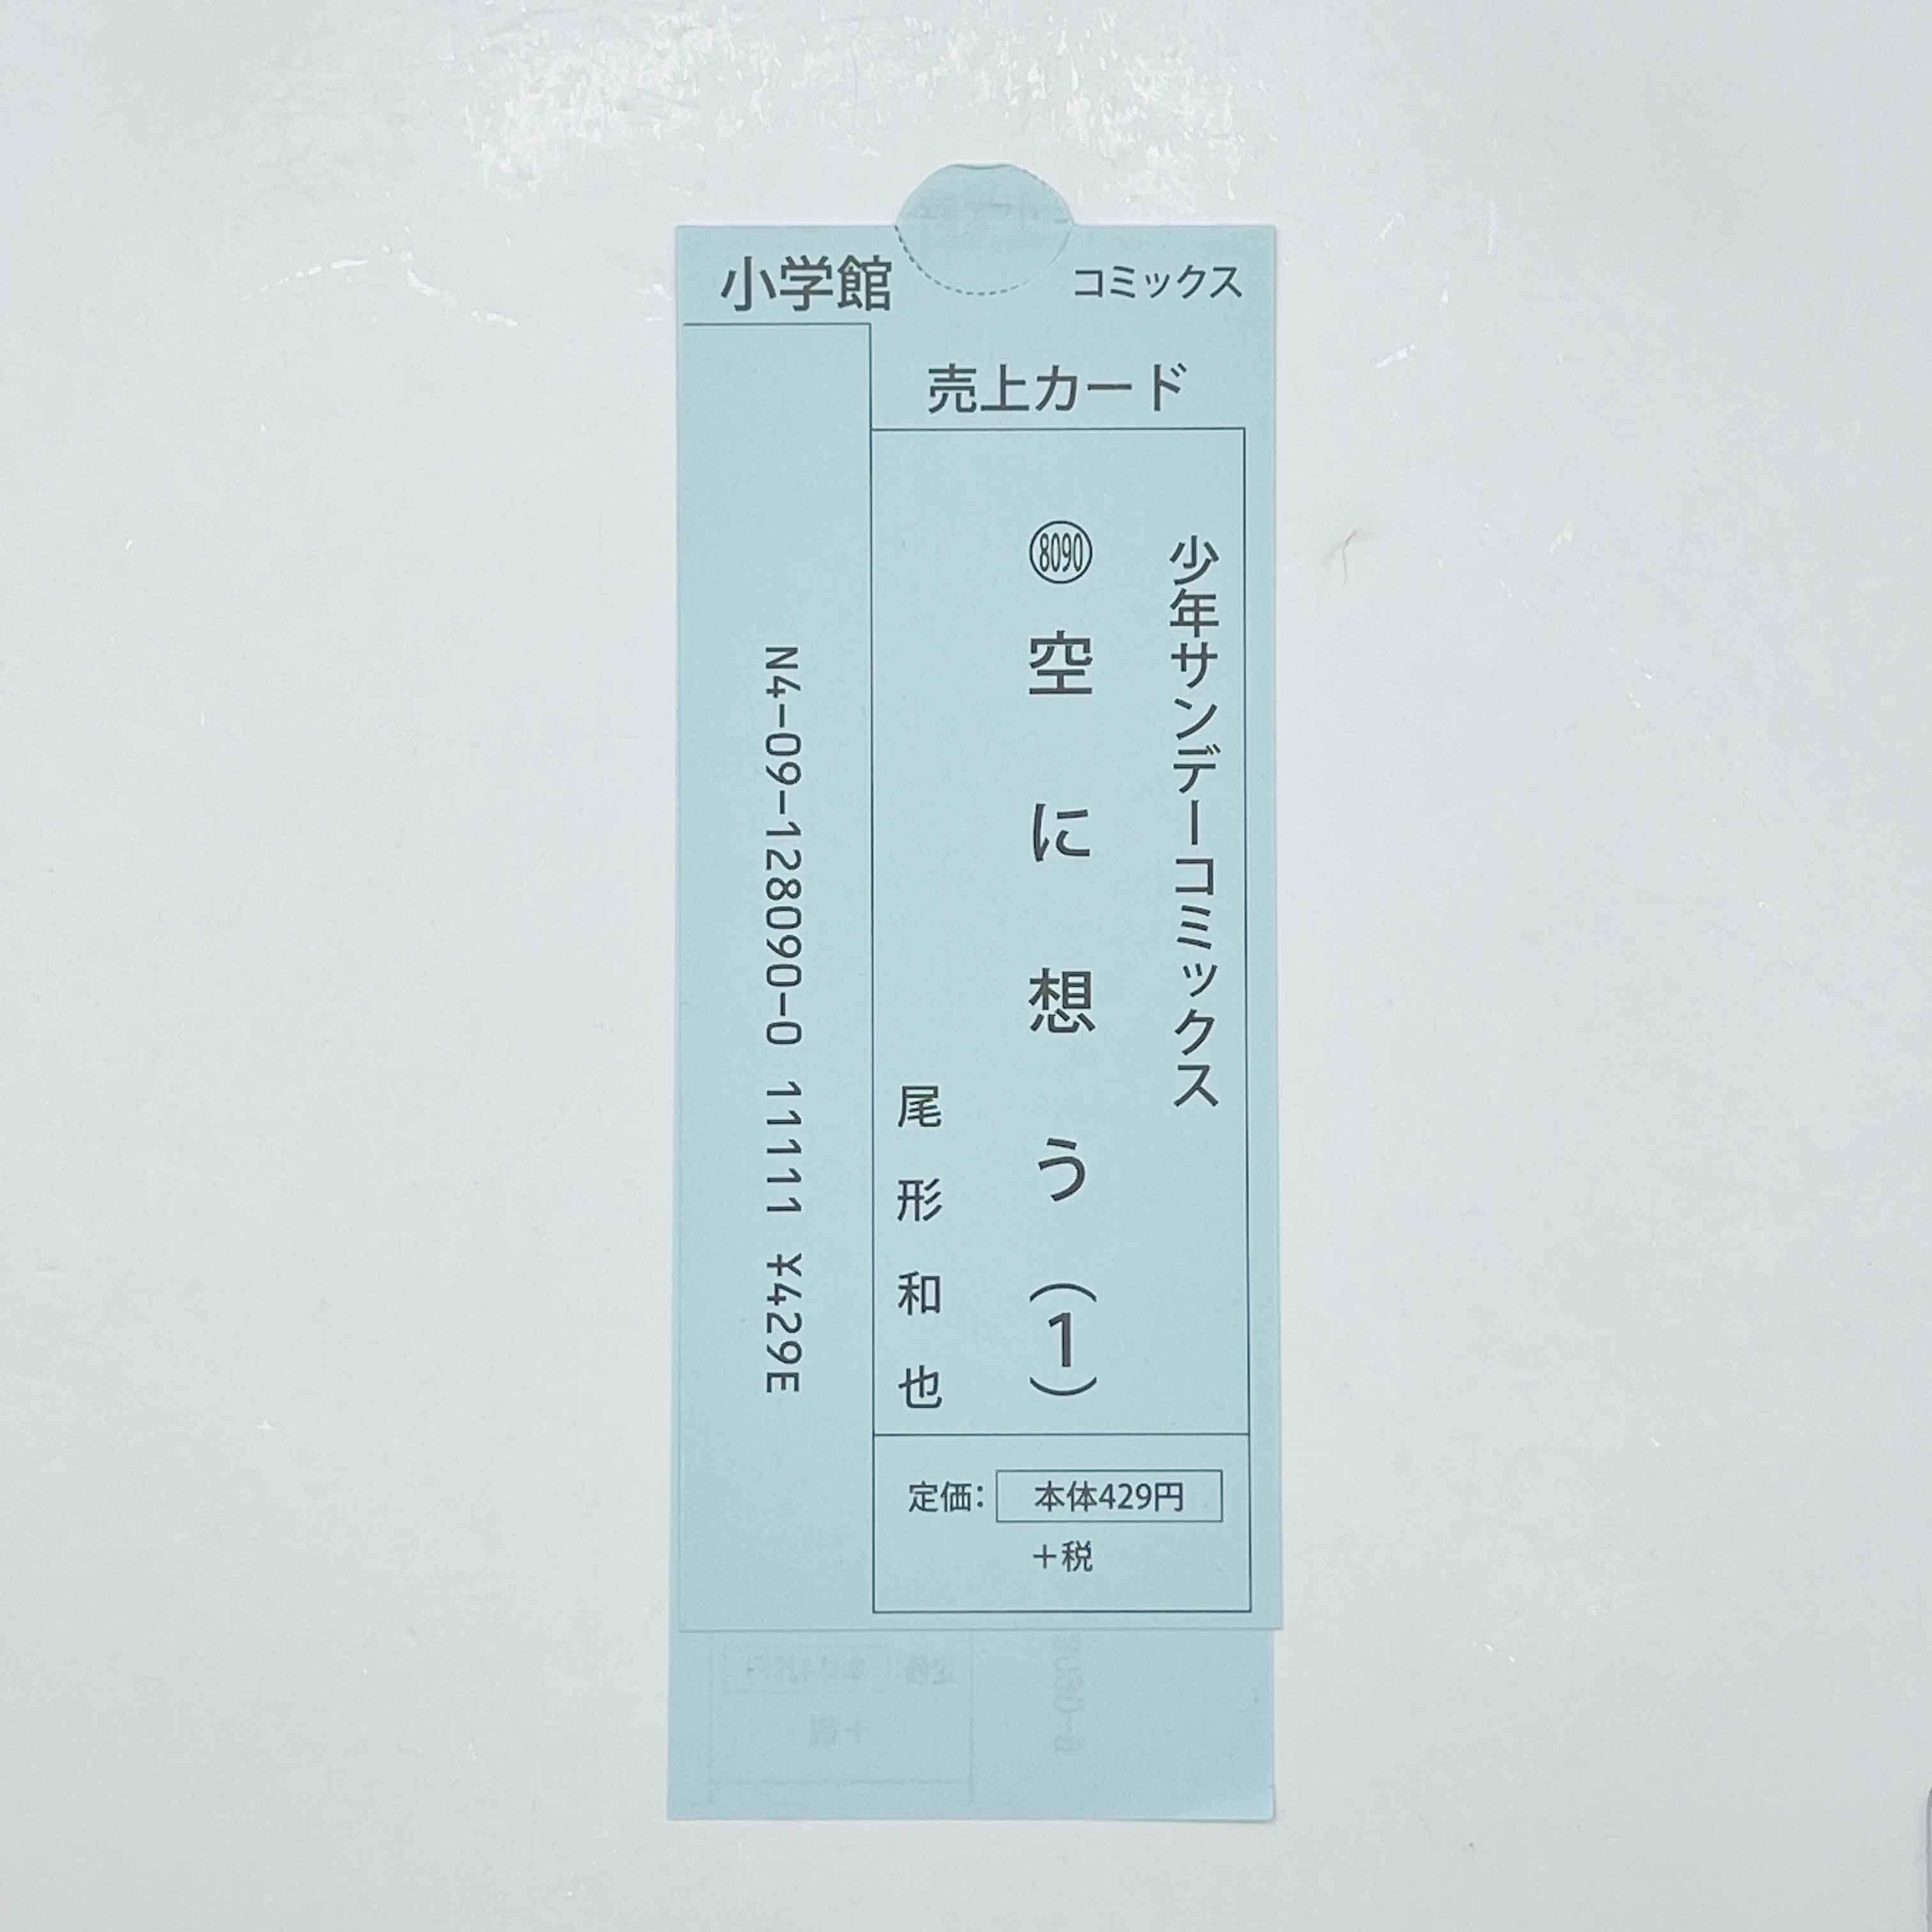 小学館 コミックス
売上カード
少年サンデーコミックス
8090 空に想う(1)
尾形和也
N4-09-128090-0 11111 ¥429E
定価: 本体429円
+税